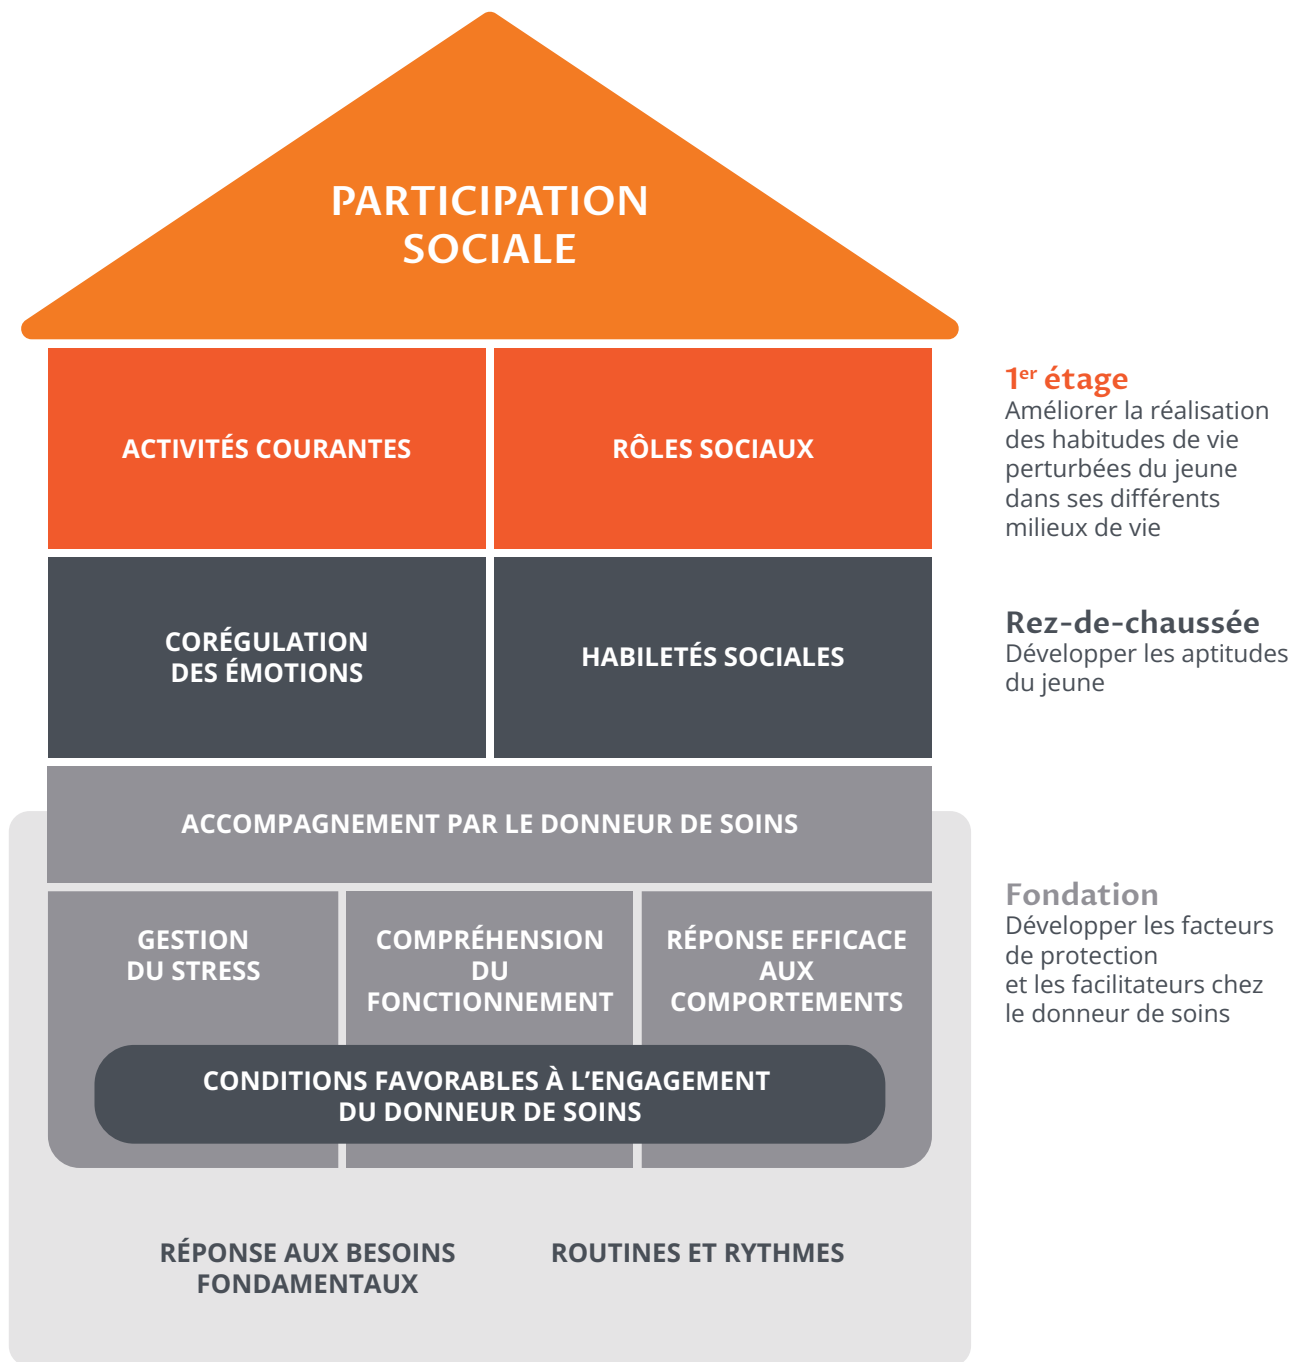 PARTICIPATION
SOCIALE
ACTIVITÉS COURANTES
RÔLES SOCIAUX
1er étage
Améliorer la réalisation
des habitudes de vie
perturbées du jeune
dans ses différents
milieux de vie
CORÉGULATION
DES ÉMOTIONS
HABILETÉS SOCIALES
Rez-de-chaussée
Développer les aptitudes
du jeune
ACCOMPAGNEMENT PAR LE DONNEUR DE SOINS
GESTION
DU STRESS
COMPRÉHENSION
DU
FONCTIONNEMENT
RÉPONSE EFFICACE
AUX
COMPORTEMENTS
Fondation
Développer les facteurs
de protection
et les facilitateurs chez
le donneur de soins
CONDITIONS FAVORABLES À L'ENGAGEMENT
DU DONNEUR DE SOINS
RÉPONSE AUX BESOINS
FONDAMENTAUX
ROUTINES ET RYTHMES